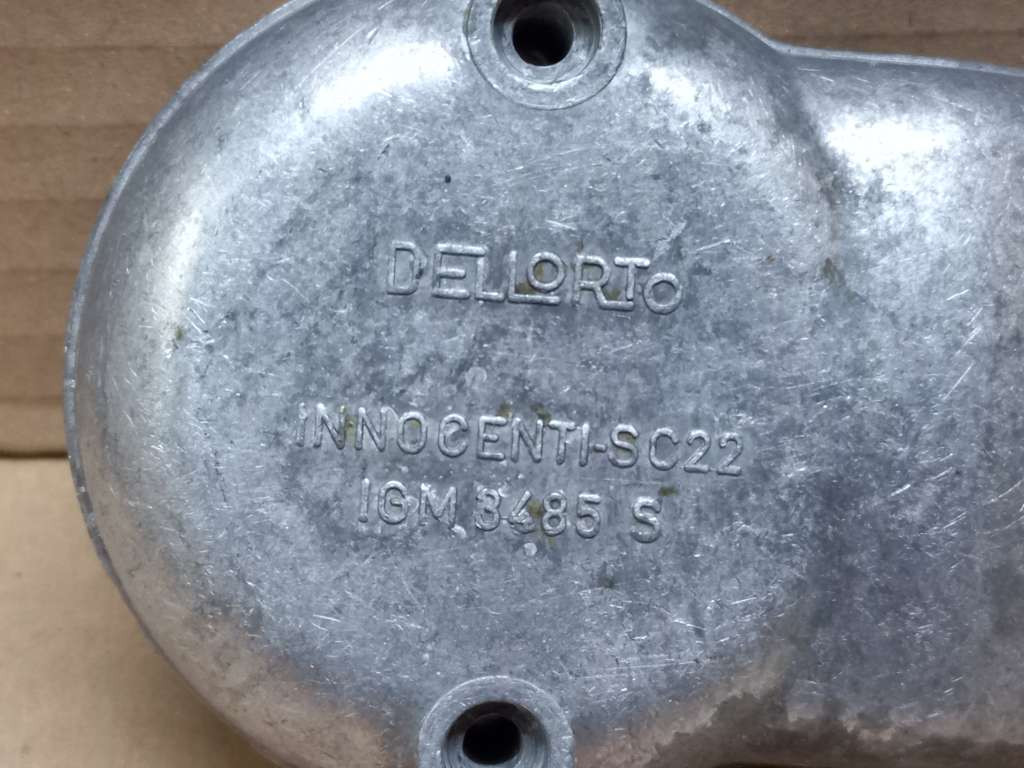 DELLORTO
INNOCENTI-SC22
IGM 3485 S